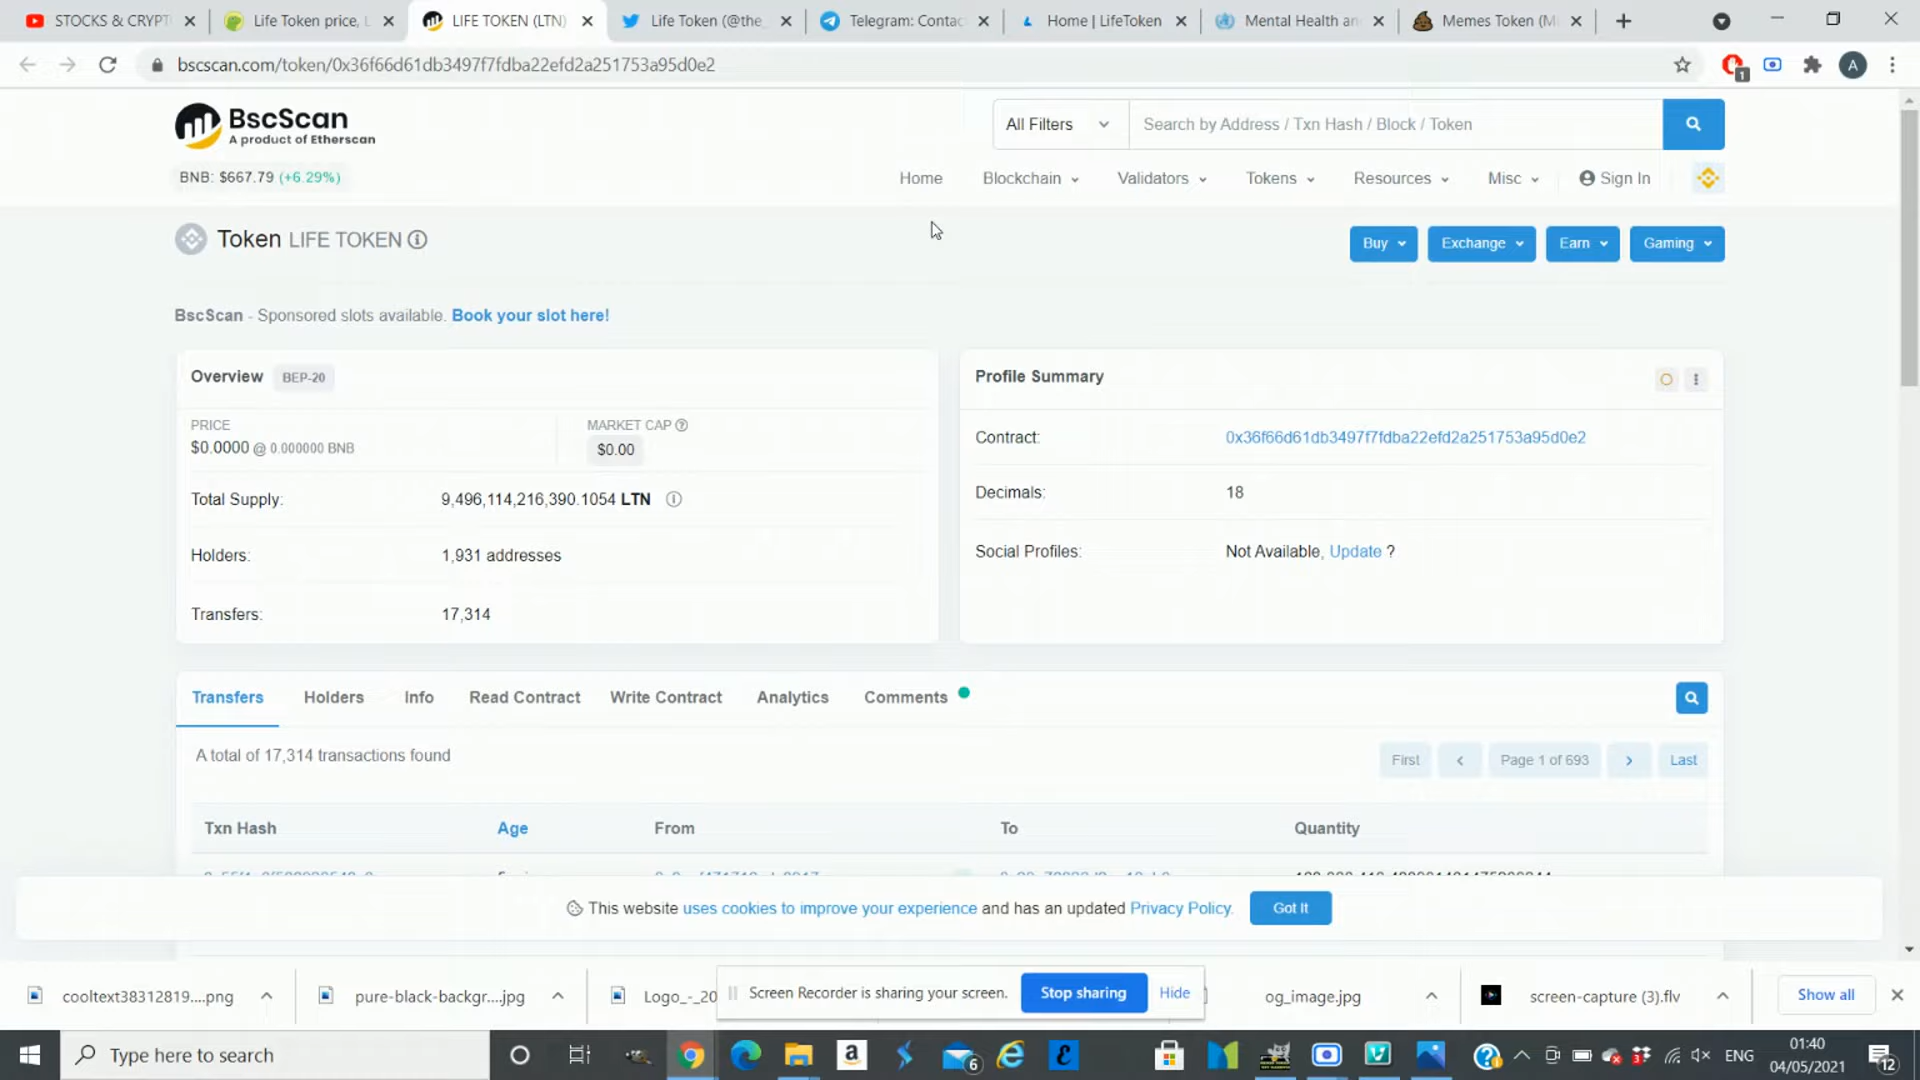 STOCKS & CRYPT
Life Token price, L
LIFE TOKEN (LTN)
Life Token (@the_
Telegram: Contac
Home | LifeToken
Mental Health an
Memes Token (M
bscscan.com/token/0x36f66d61db3497f7fdba22efd2a251753a95d0e2
1
A
BscScan
A product of Etherscan
All Filters
Search by Address / Txn Hash / Block / Token
BNB: $667.79 (+6.29%)
Home
Blockchain
Validators
Tokens
Resources
Misc
Sign In
Token LIFE TOKEN
Buy
Exchange
Earn
Gaming
BscScan - Sponsored slots available. Book your slot here!
Overview BEP-20
Profile Summary
PRICE
$0.0000 @ 0.000000 BNB
MARKET CAP
$0.00
Contract: 0x36f66d61db3497f7fdba22efd2a251753a95d0e2
Total Supply: 9,496,114,216,390.1054 LTN
Decimals: 18
Holders: 1,931 addresses
Social Profiles: Not Available, Update ?
Transfers: 17,314
Transfers
Holders
Info
Read Contract
Write Contract
Analytics
Comments
A total of 17,314 transactions found
First
Page 1 of 693
Last
Txn Hash
Age
From
To
Quantity
This website uses cookies to improve your experience and has an updated Privacy Policy.
Got It
cooltext38312819....png
pure-black-backgr....jpg
Logo_-_20
Screen Recorder is sharing your screen.
Stop sharing
Hide
og_image.jpg
screen-capture (3).flv
Show all
Type here to search
6
3
ENG
01:40
04/05/2021
12